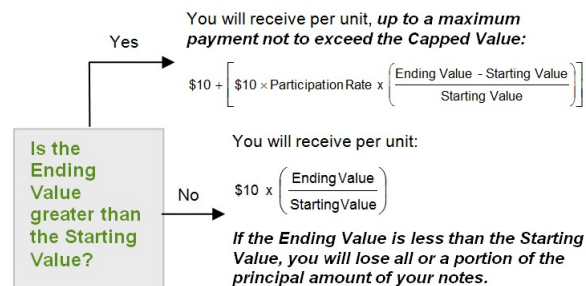 You will receive per unit, up to a maximum
payment not to exceed the Capped Value:
Yes
$10 + [$10 × Participation Rate x (Ending Value - Starting Value / Starting Value)]
Is the
Ending
Value
greater than
the Starting
Value?
No
You will receive per unit:
$10 x (Ending Value / Starting Value)
If the Ending Value is less than the Starting
Value, you will lose all or a portion of the
principal amount of your notes.